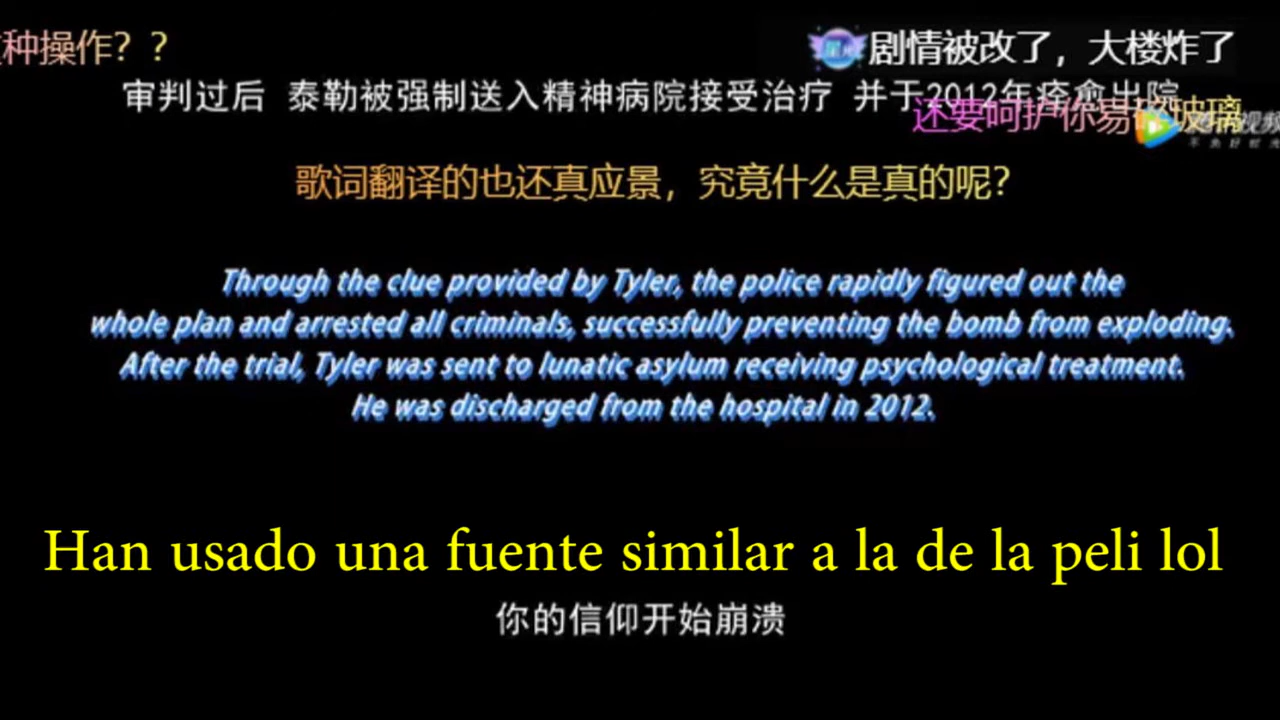 种操作？？
剧情被改了，大楼炸了
审判过后 泰勒被强制送入精神病院接受治疗 并于2012年痊愈出院
还要呵护你易碎玻璃
歌词翻译的也还真应景，究竟什么是真的呢？
Through the clue provided by Tyler, the police rapidly figured out the
whole plan and arrested all criminals, successfully preventing the bomb from exploding.
After the trial, Tyler was sent to lunatic asylum receiving psychological treatment.
He was discharged from the hospital in 2012.
Han usado una fuente similar a la de la peli lol
你的信仰开始崩溃